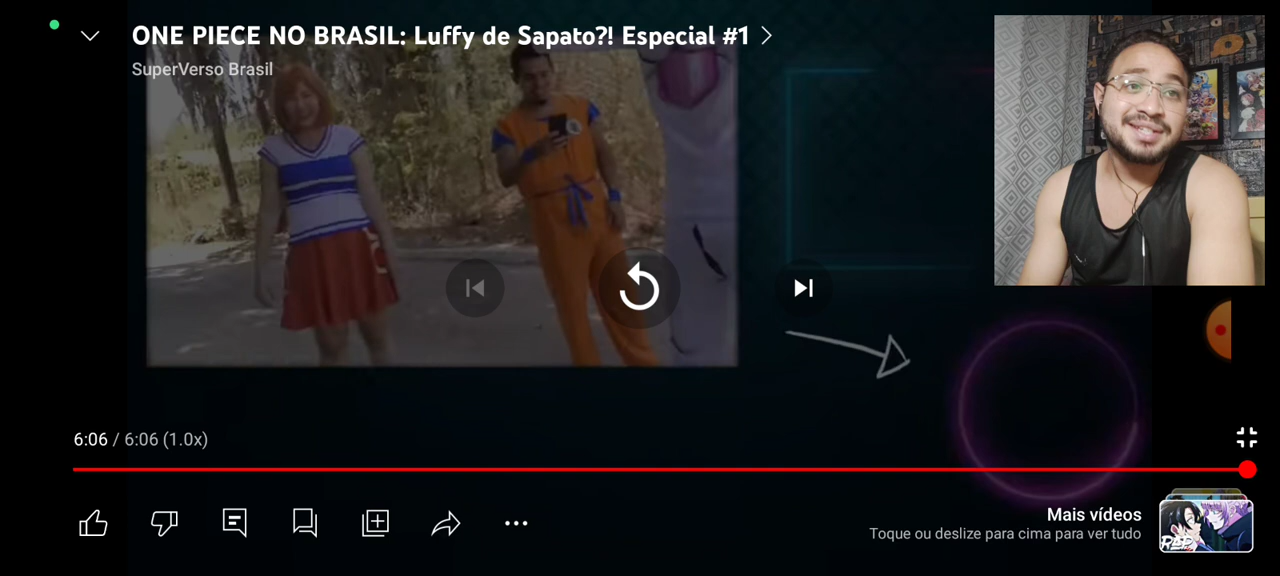 ONE PIECE NO BRASIL: Luffy de Sapato?! Especial #1
SuperVerso Brasil
6:06 / 6:06 (1.0x)
Mais vídeos
Toque ou deslize para cima para ver tudo
RAP